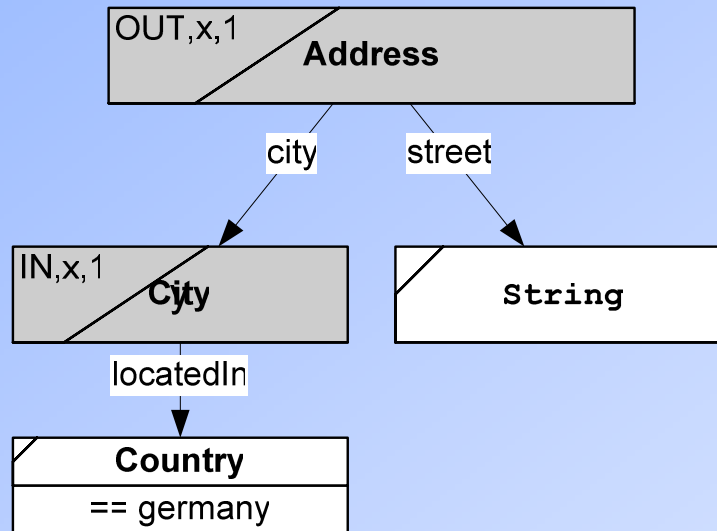 OUT,x,1
Address
city
street
IN,x,1
City
String
locatedIn
Country
== germany